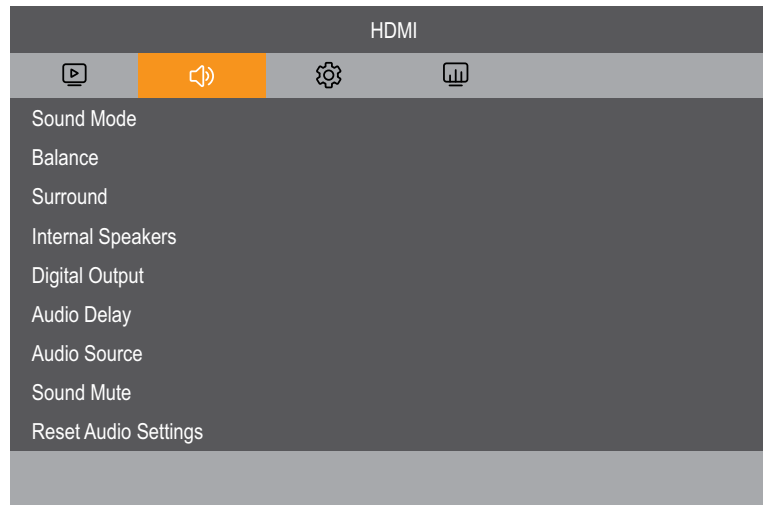 HDMI
Sound Mode
Balance
Surround
Internal Speakers
Digital Output
Audio Delay
Audio Source
Sound Mute
Reset Audio Settings